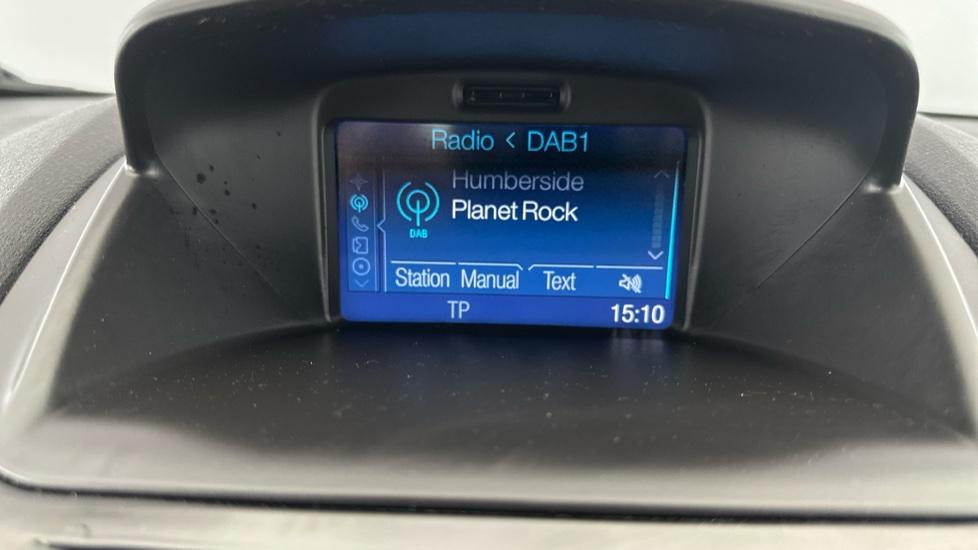 Radio < DAB1
Humberside
Planet Rock
DAB
Station Manual Text
TP 15:10